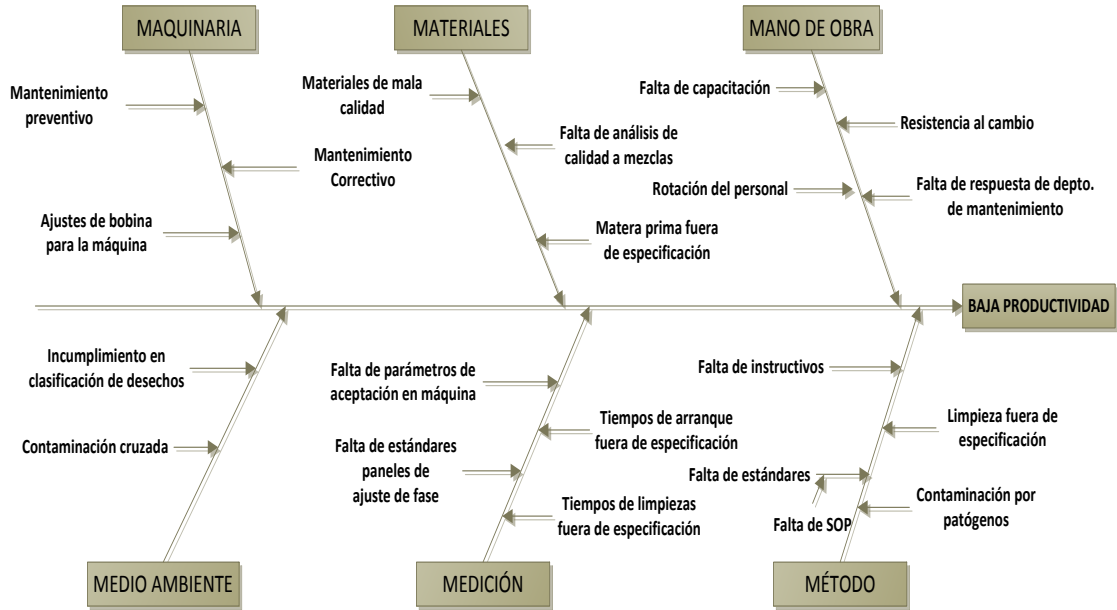 MAQUINARIA
MATERIALES
MANO DE OBRA
Mantenimiento
preventivo
Mantenimiento
Correctivo
Ajustes de bobina
para la máquina
Materiales de mala
calidad
Falta de análisis de
calidad a mezclas
Matera prima fuera
de especificación
Falta de capacitación
Resistencia al cambio
Rotación del personal
Falta de respuesta de depto.
de mantenimiento
BAJA PRODUCTIVIDAD
Incumplimiento en
clasificación de desechos
Contaminación cruzada
Falta de parámetros de
aceptación en máquina
Tiempos de arranque
fuera de especificación
Falta de estándares
paneles de
ajuste de fase
Tiempos de limpiezas
fuera de especificación
Falta de instructivos
Limpieza fuera de
especificación
Falta de estándares
Falta de SOP
Contaminación por
patógenos
MEDIO AMBIENTE
MEDICIÓN
MÉTODO